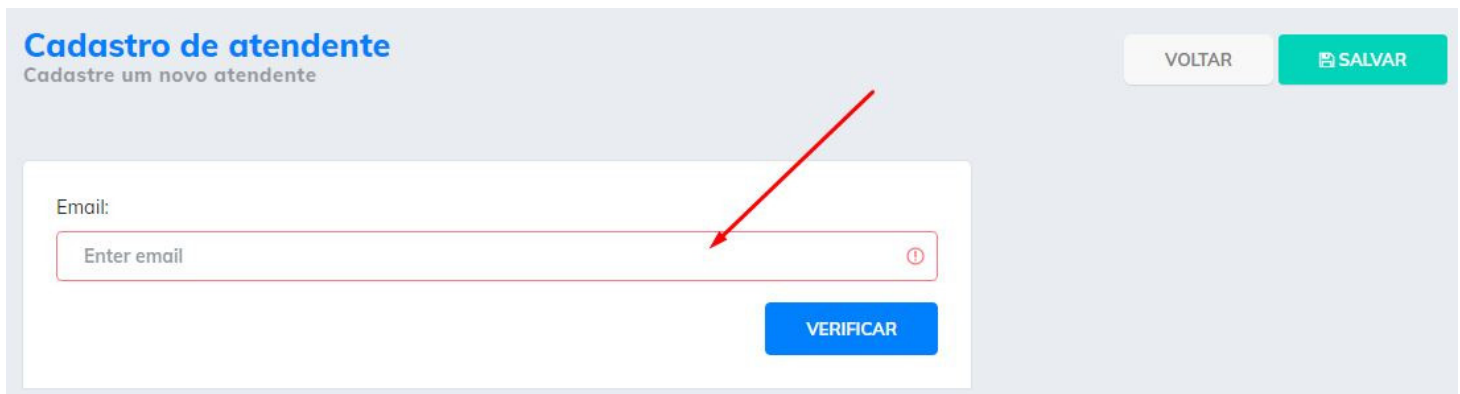 Cadastro de atendente
Cadastre um novo atendente
VOLTAR
SALVAR
Email:
Enter email
VERIFICAR